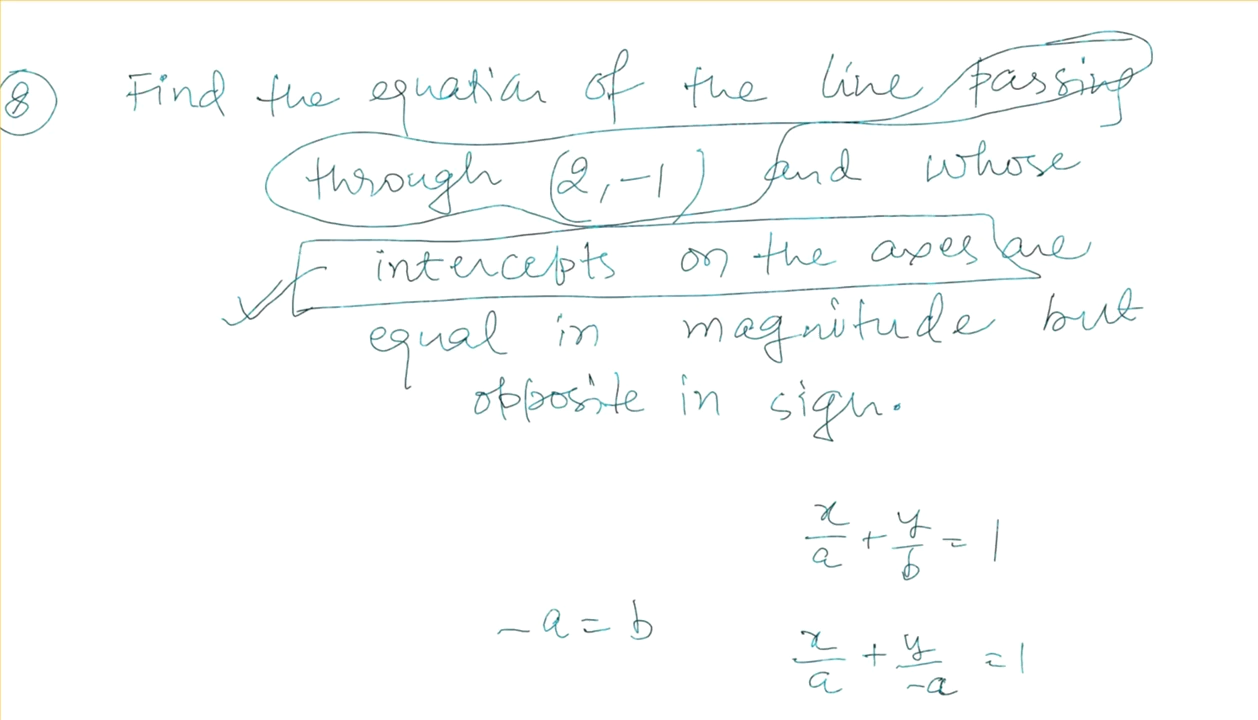 8 Find the equation of the line passing
through (2,-1) and whose
intercepts on the axes are
equal in magnitude but
opposite in sign.
x/a + y/b = 1
-a = b
x/a + y/-a = 1